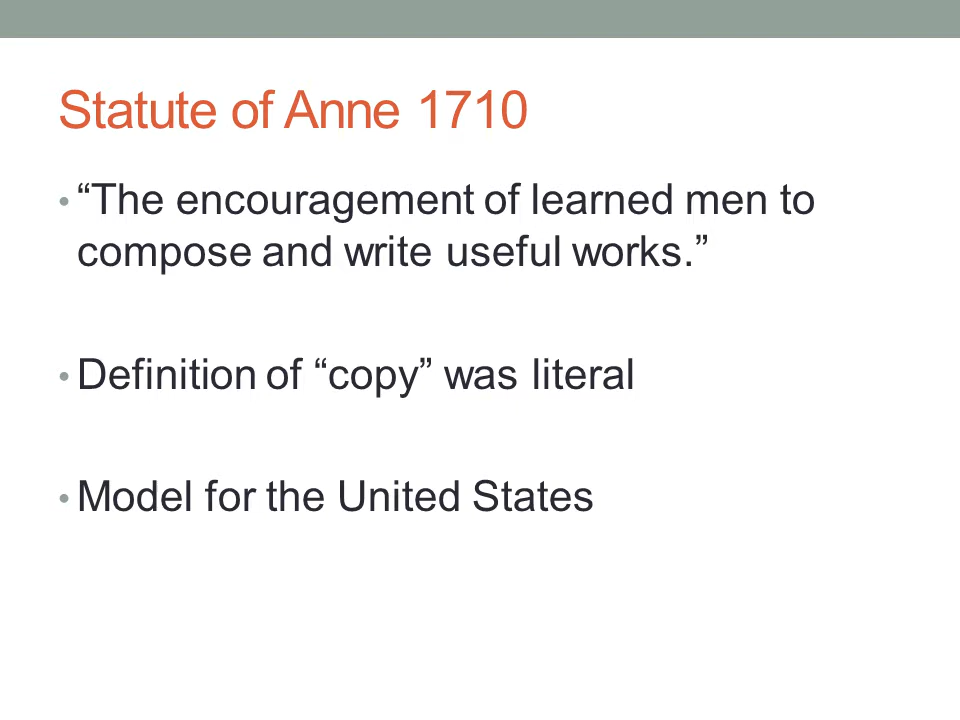 Statute of Anne 1710
• “The encouragement of learned men to
compose and write useful works.”
• Definition of “copy” was literal
• Model for the United States